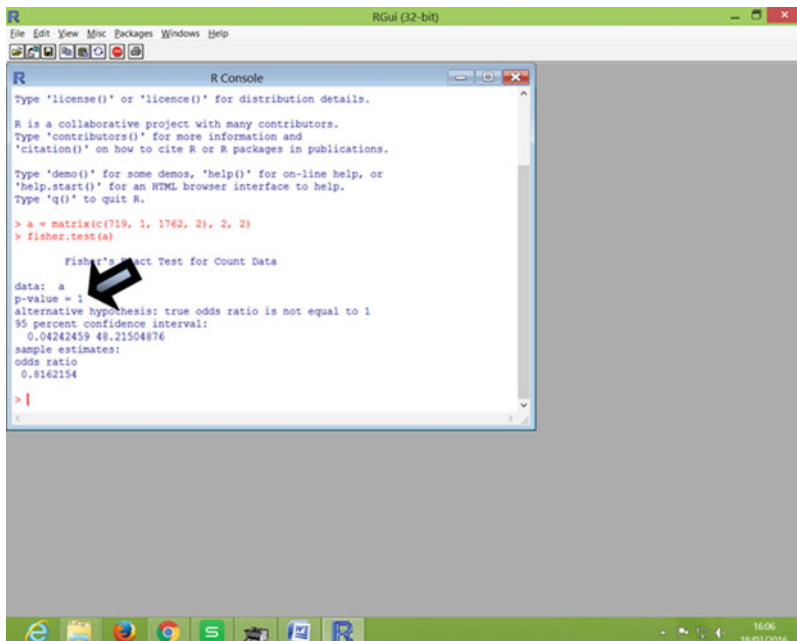 RGui (32-bit)
File Edit View Misc Packages Windows Help
R Console
Type 'license()' or 'licence()' for distribution details.
R is a collaborative project with many contributors.
Type 'contributors()' for more information and
'citation()' on how to cite R or R packages in publications.
Type 'demo()' for some demos, 'help()' for on-line help, or
'help.start()' for an HTML browser interface to help.
Type 'q()' to quit R.
> a = matrix(c(719, 1, 1762, 2), 2, 2)
> fisher.test(a)
Fisher's Exact Test for Count Data
data: a
p-value = 1
alternative hypothesis: true odds ratio is not equal to 1
95 percent confidence interval:
0.04242459 48.21504876
sample estimates:
odds ratio
0.8162154
>
16:06
18/03/2016